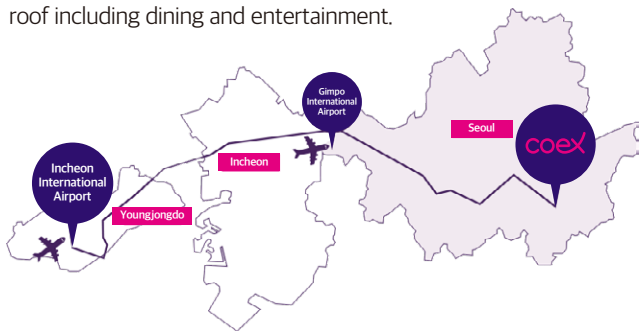 roof including dining and entertainment.
Gimpo
International
Airport
Seoul
coex
Incheon
Incheon
International
Airport
Youngjongdo